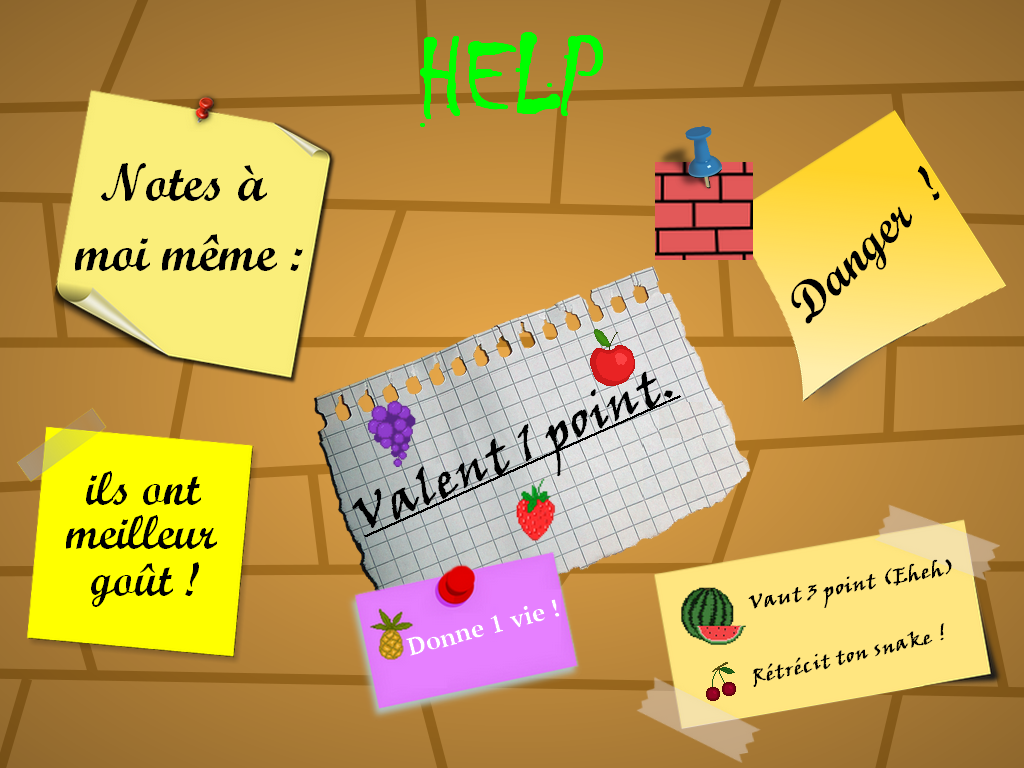 HELP
Notes à
moi même :
Danger !
Valent 1 point.
ils ont
meilleur
goût !
Donne 1 vie !
Vaut 3 point (Eheh)
Rétrécit ton snake !